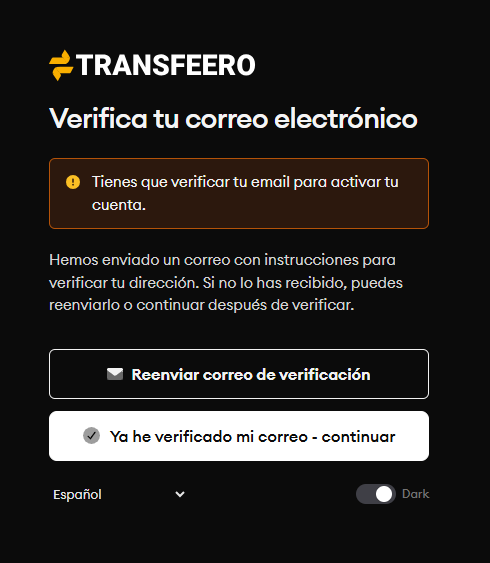 TRANSFEERO
Verifica tu correo electrónico
Tienes que verificar tu email para activar tu
cuenta.
Hemos enviado un correo con instrucciones para
verificar tu dirección. Si no lo has recibido, puedes
reenviarlo o continuar después de verificar.
Reenviar correo de verificación
Ya he verificado mi correo - continuar
Español
Dark